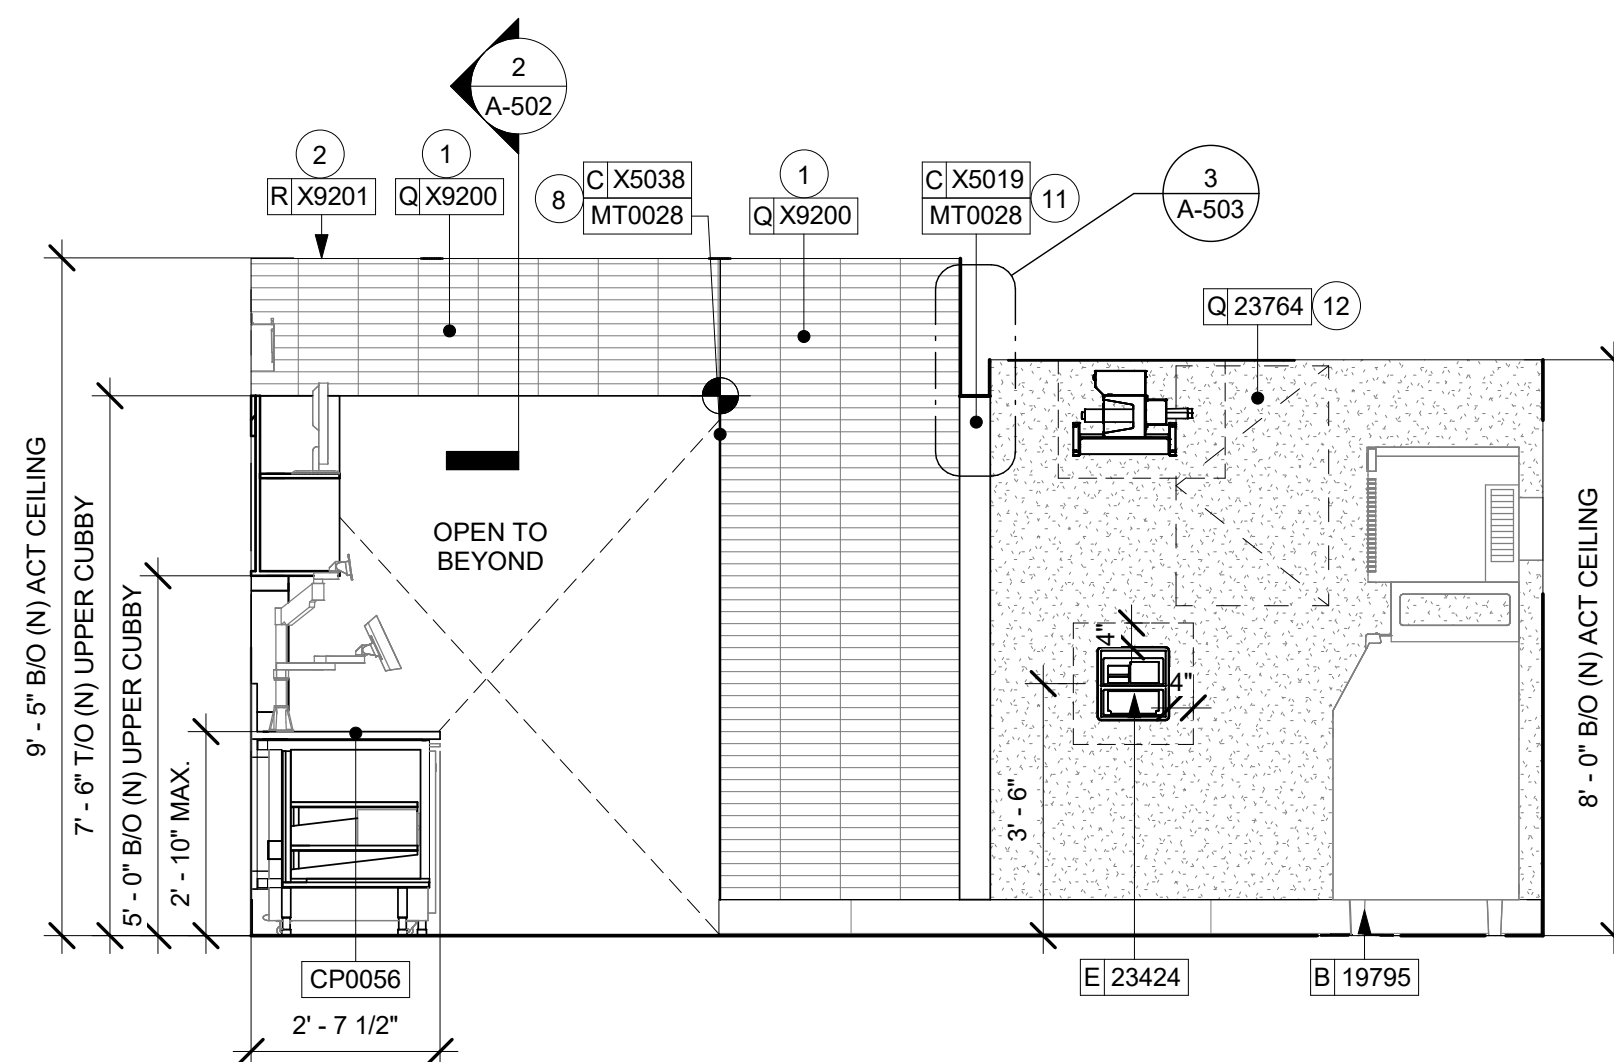 2
A-502
2
R X9201
1
Q X9200
8
C X5038
MT0028
1
Q X9200
C X5019
MT0028
11
3
A-503
Q 23764
12
9' - 5" B/O (N) ACT CEILING
7' - 6" T/O (N) UPPER CUBBY
5' - 0" B/O (N) UPPER CUBBY
2' - 10" MAX.
OPEN TO
BEYOND
4"
4"
3' - 6"
8' - 0" B/O (N) ACT CEILING
CP0056
E 23424
B 19795
2' - 7 1/2"